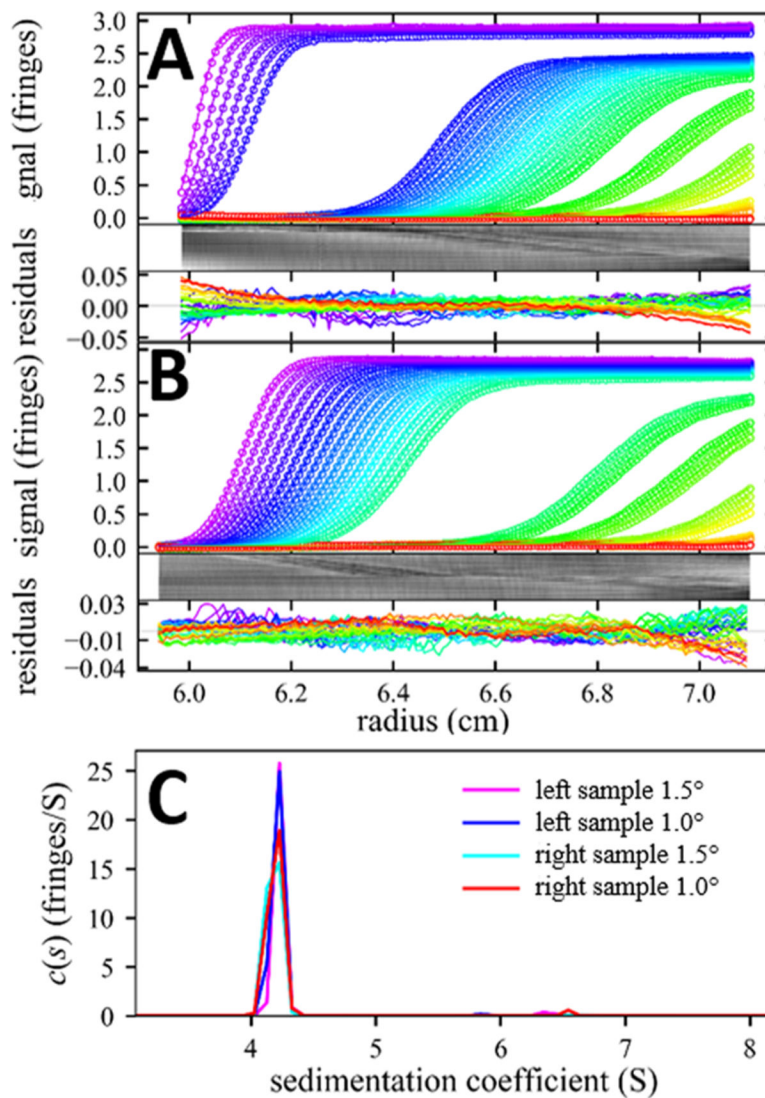 A
3.0
2.5
2.0
1.5
1.0
0.5
0.0
gnal (fringes)
0.05
0.00
−0.05
residuals
B
2.5
2.0
1.5
1.0
0.5
0.0
signal (fringes)
0.03
−0.01
−0.04
residuals
6.0 6.2 6.4 6.6 6.8 7.0
radius (cm)
C
25
20
15
10
5
0
c(s) (fringes/S)
left sample 1.5°
left sample 1.0°
right sample 1.5°
right sample 1.0°
4 5 6 7 8
sedimentation coefficient (S)